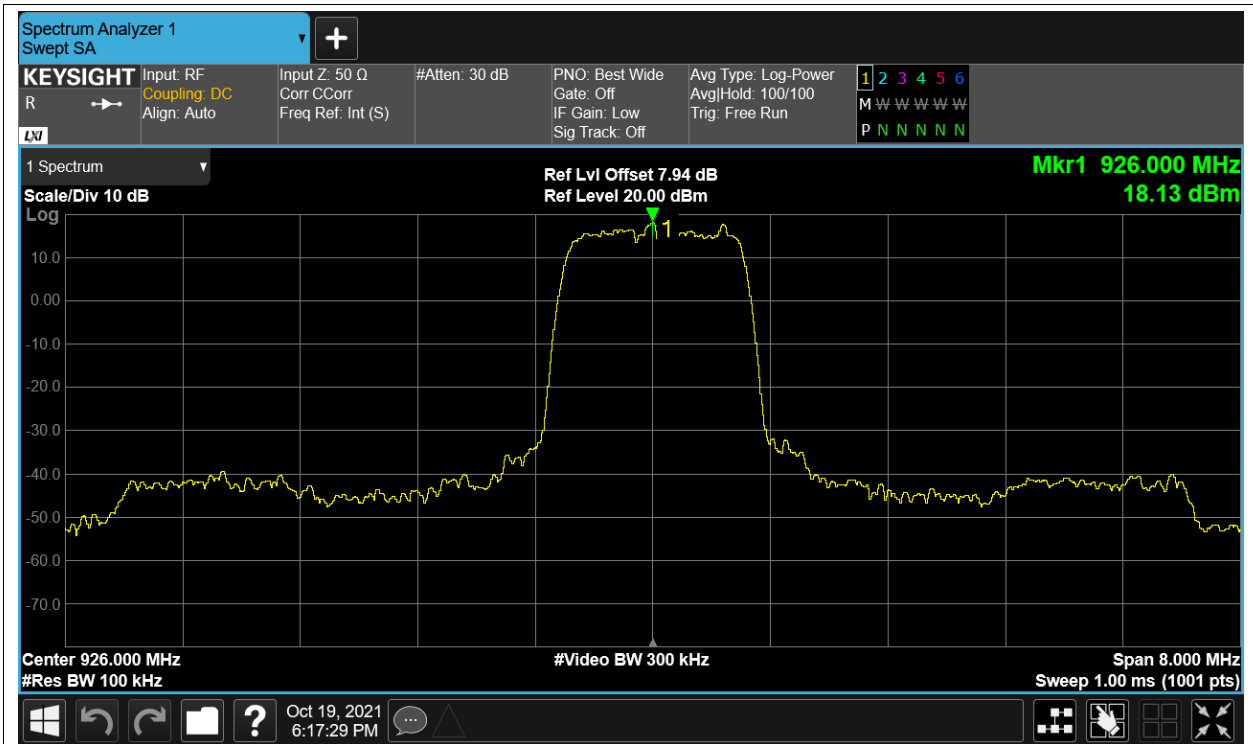 Spectrum Analyzer 1
Swept SA
KEYSIGHT
R
LXI
Input: RF
Coupling: DC
Align: Auto
Input Z: 50 Ω
Corr CCorr
Freq Ref: Int (S)
#Atten: 30 dB
PNO: Best Wide
Gate: Off
IF Gain: Low
Sig Track: Off
Avg Type: Log-Power
Avg|Hold: 100/100
Trig: Free Run
1 2 3 4 5 6
M W W W W W
P N N N N N
1 Spectrum
Scale/Div 10 dB
Log
Ref Lvl Offset 7.94 dB
Ref Level 20.00 dBm
Mkr1 926.000 MHz
18.13 dBm
1
10.0
0.00
-10.0
-20.0
-30.0
-40.0
-50.0
-60.0
-70.0
Center 926.000 MHz
#Video BW 300 kHz
Span 8.000 MHz
#Res BW 100 kHz
Sweep 1.00 ms (1001 pts)
?
Oct 19, 2021
6:17:29 PM